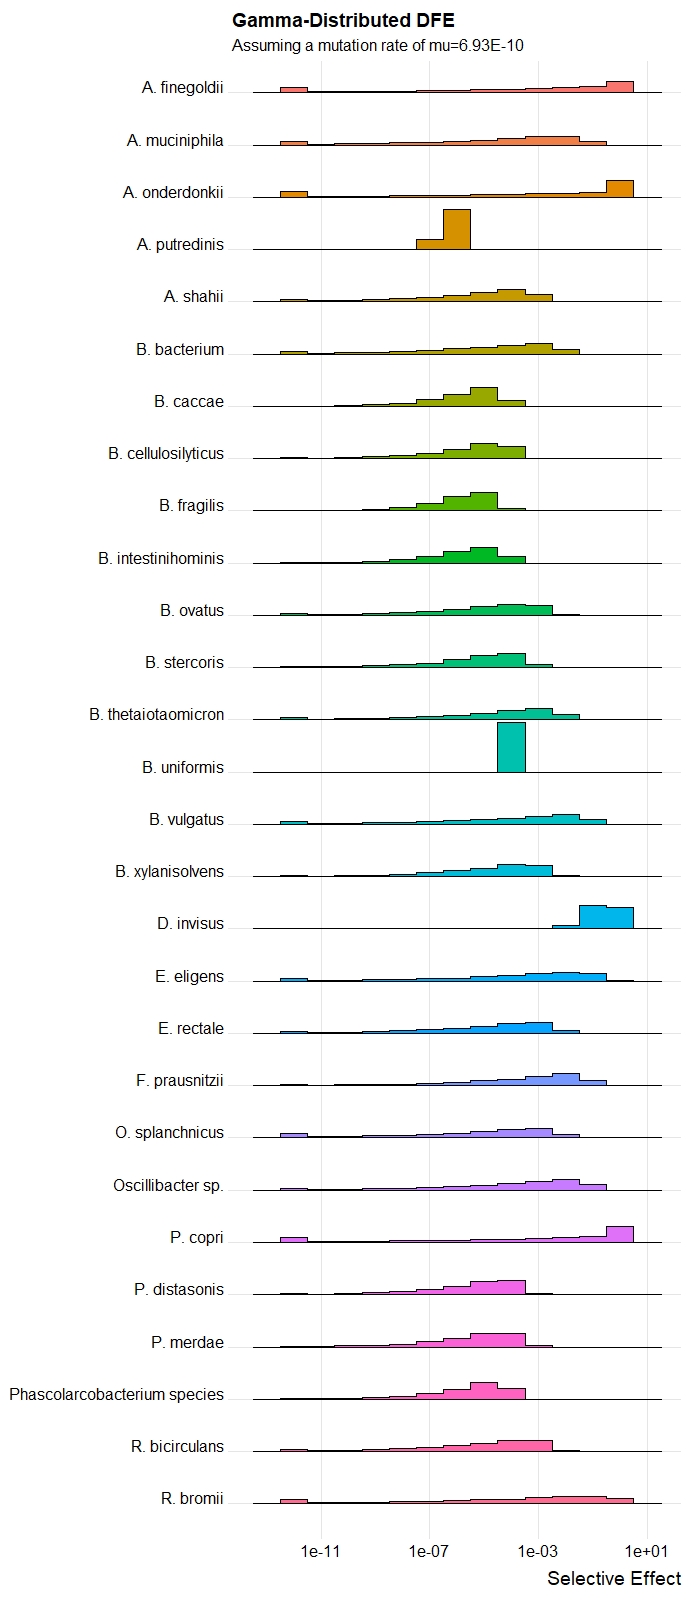 Gamma-Distributed DFE
Assuming a mutation rate of mu=6.93E-10
A. finegoldii
A. muciniphila
A. onderdonkii
A. putredinis
A. shahii
B. bacterium
B. caccae
B. cellulosilyticus
B. fragilis
B. intestinihominis
B. ovatus
B. stercoris
B. thetaiotaomicron
B. uniformis
B. vulgatus
B. xylanisolvens
D. invisus
E. eligens
E. rectale
F. prausnitzii
O. splanchnicus
Oscillibacter sp.
P. copri
P. distasonis
P. merdae
Phascolarcobacterium species
R. bicirculans
R. bromii
1e-11 1e-07 1e-03 1e+01
Selective Effect